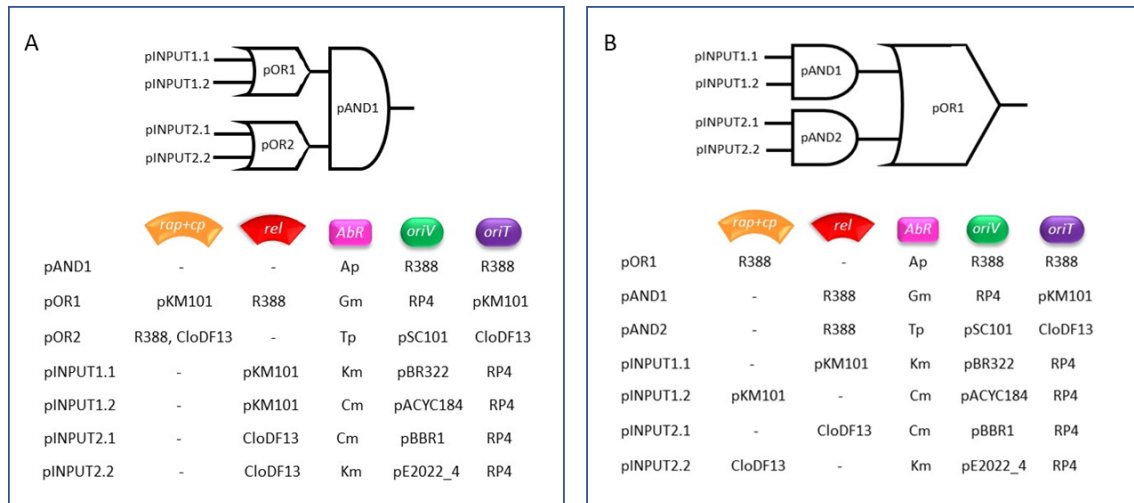 A
pINPUT1.1
pINPUT1.2
pOR1
pAND1
pINPUT2.1
pINPUT2.2
pOR2
rap+cp rel AbR oriV oriT
pAND1 - - Ap R388 R388
pOR1 pKM101 R388 Gm RP4 pKM101
pOR2 R388, CloDF13 - Tp pSC101 CloDF13
pINPUT1.1 - pKM101 Km pBR322 RP4
pINPUT1.2 - pKM101 Cm pACYC184 RP4
pINPUT2.1 - CloDF13 Cm pBBR1 RP4
pINPUT2.2 - CloDF13 Km pE2022_4 RP4
B
pINPUT1.1
pINPUT1.2
pAND1
pOR1
pINPUT2.1
pINPUT2.2
pAND2
rap+cp rel AbR oriV oriT
pOR1 R388 - Ap R388 R388
pAND1 - R388 Gm RP4 pKM101
pAND2 - R388 Tp pSC101 CloDF13
pINPUT1.1 - pKM101 Km pBR322 RP4
pINPUT1.2 pKM101 - Cm pACYC184 RP4
pINPUT2.1 - CloDF13 Cm pBBR1 RP4
pINPUT2.2 CloDF13 - Km pE2022_4 RP4